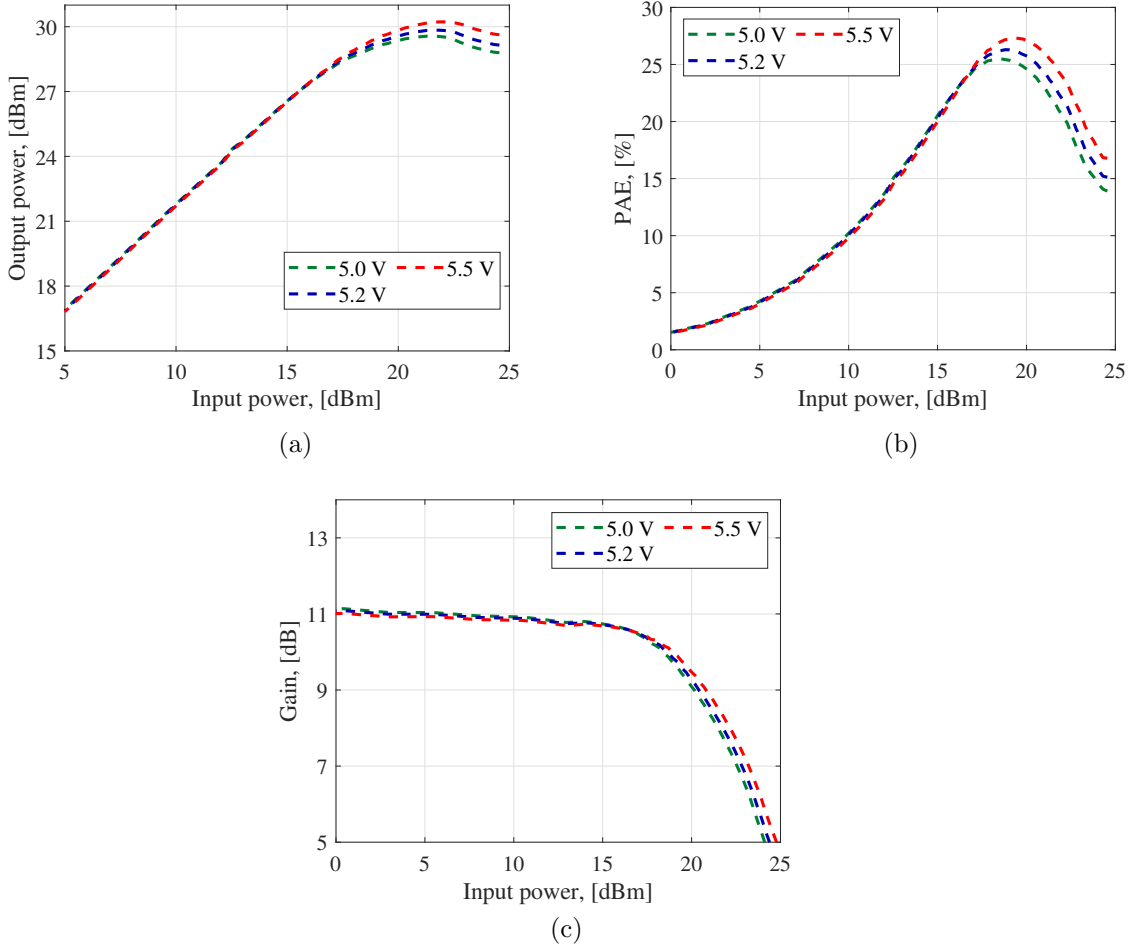 30
27
24
21
18
15
Output power, [dBm]
5.0 V
5.5 V
5.2 V
5
10
15
20
25
Input power, [dBm]
(a)
30
25
20
15
10
5
0
PAE, [%]
5.0 V
5.5 V
5.2 V
0
5
10
15
20
25
Input power, [dBm]
(b)
13
11
9
7
5
Gain, [dB]
5.0 V
5.5 V
5.2 V
0
5
10
15
20
25
Input power, [dBm]
(c)